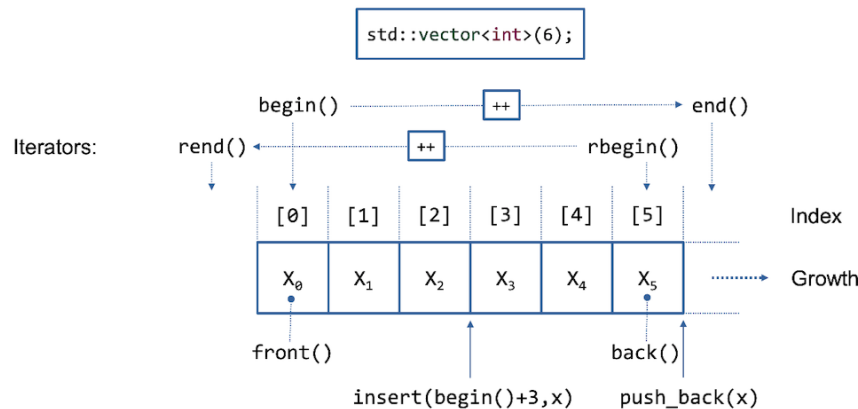 std::vector<int>(6);
begin() ++ end()
Iterators: rend() ++ rbegin()
[0] [1] [2] [3] [4] [5] Index
X₀ X₁ X₂ X₃ X₄ X₅ Growth
front() back()
insert(begin()+3,x) push_back(x)